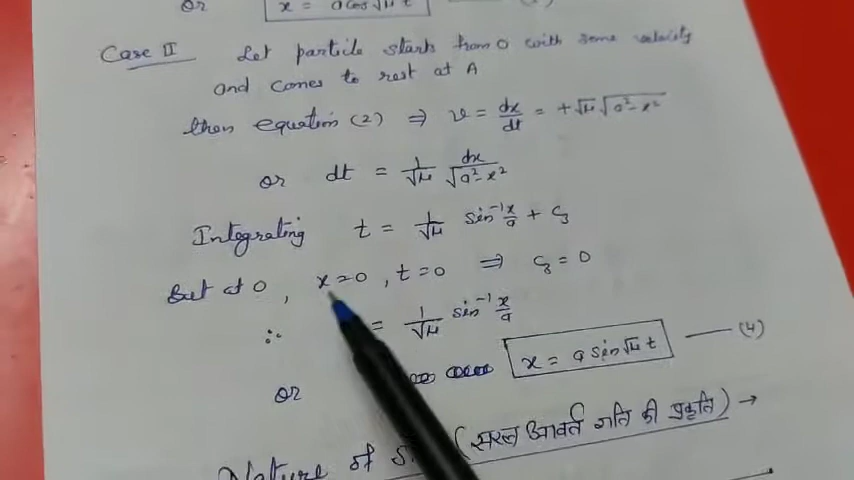 or x = a cos √μ t
Case II Let particle starts from O with some velocity
and comes to rest at A
then equation (2) ⇒ v = dx/dt = +√μ √(a²-x²)
or dt = 1/√μ dx/√(a²-x²)
Integrating t = 1/√μ sin⁻¹ x/a + C₃
But at O, x=0, t=0 ⇒ C₃ = 0
∴ = 1/√μ sin⁻¹ x/a
or x = a sin √μ t (4)
Nature of (सरल आवर्त गति की प्रकृति) →